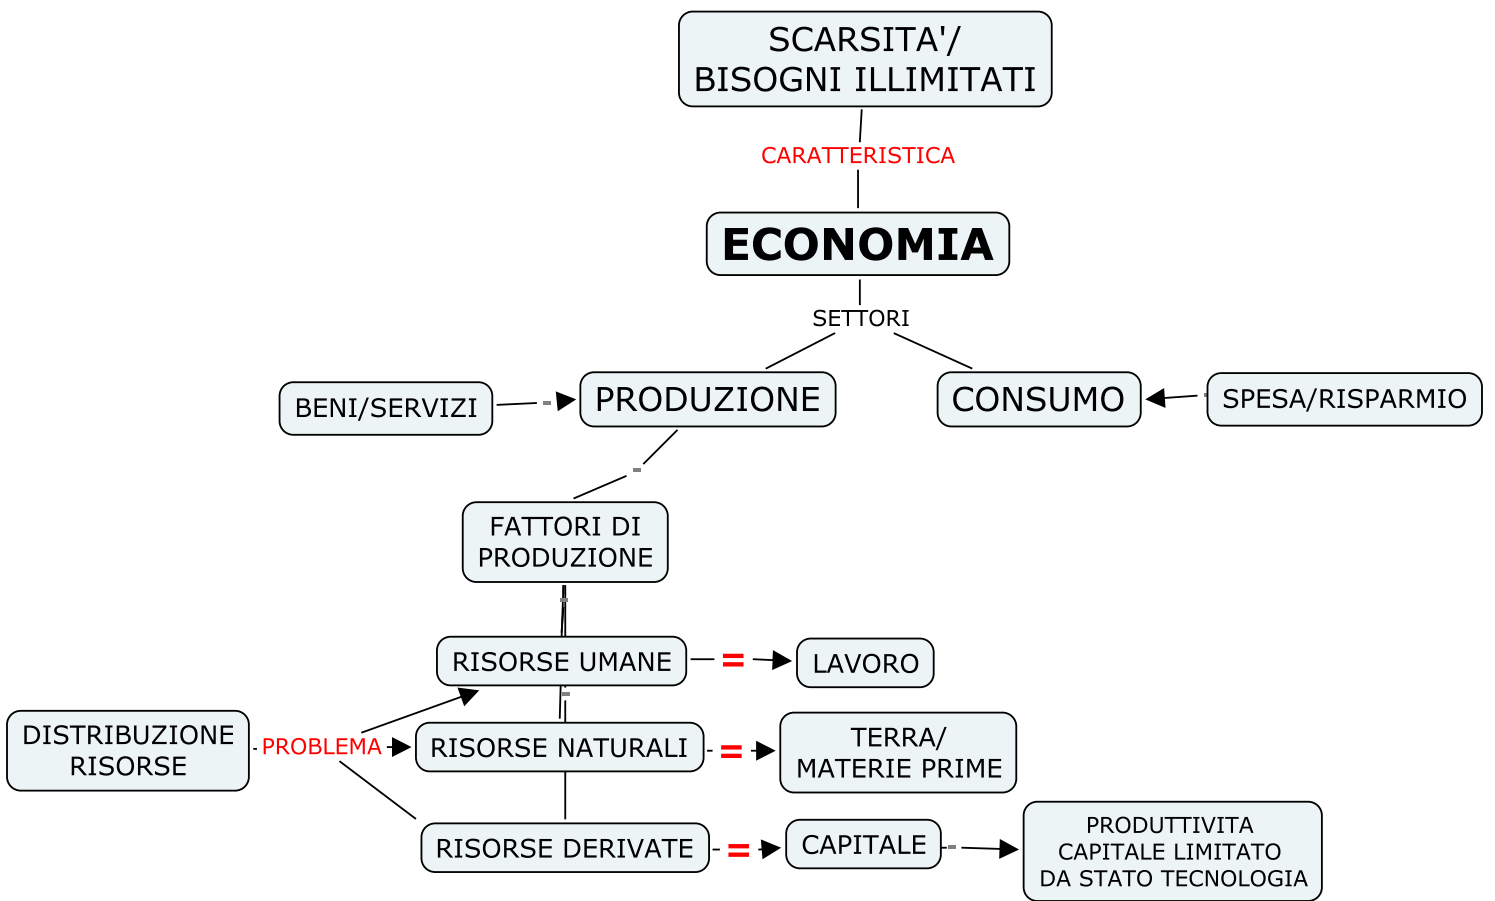 SCARSITA'/
BISOGNI ILLIMITATI
CARATTERISTICA
ECONOMIA
SETTORI
BENI/SERVIZI
-
PRODUZIONE
CONSUMO
-
SPESA/RISPARMIO
-
FATTORI DI
PRODUZIONE
-
RISORSE UMANE
=
LAVORO
-
DISTRIBUZIONE
RISORSE
PROBLEMA
RISORSE NATURALI
=
TERRA/
MATERIE PRIME
RISORSE DERIVATE
=
CAPITALE
-
PRODUTTIVITA
CAPITALE LIMITATO
DA STATO TECNOLOGIA